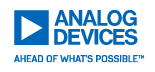 ANALOG
DEVICES
AHEAD OF WHAT'S POSSIBLE™